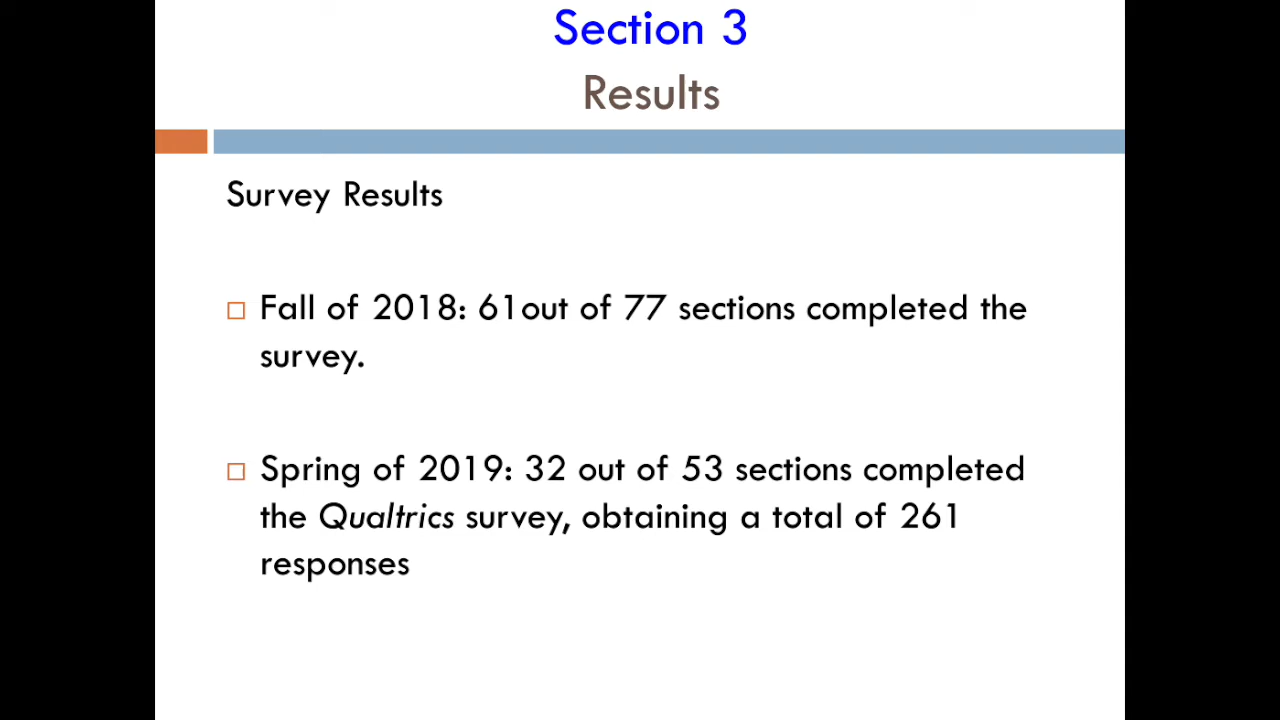 Section 3
Results
Survey Results
Fall of 2018: 61out of 77 sections completed the
survey.
Spring of 2019: 32 out of 53 sections completed
the Qualtrics survey, obtaining a total of 261
responses